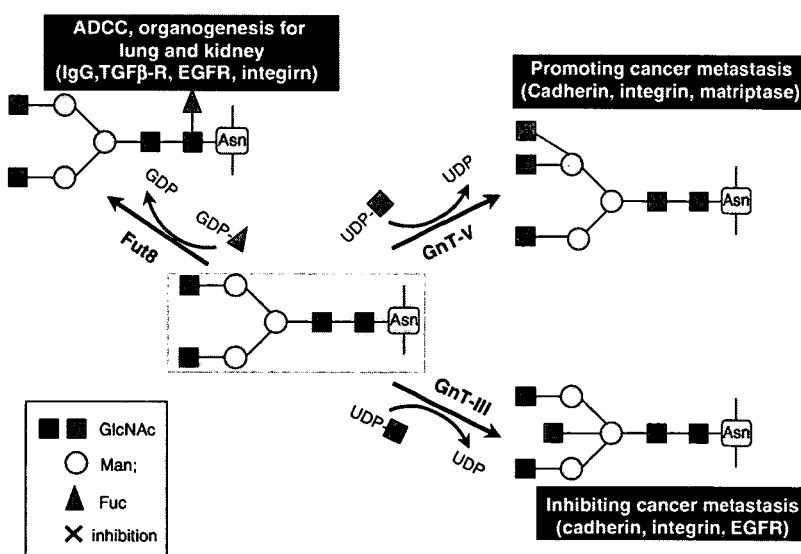 ADCC, organogenesis for
lung and kidney
(IgG,TGFβ-R, EGFR, integirn)
Promoting cancer metastasis
(Cadherin, integrin, matriptase)
Asn
Asn
GDP
GDP-
Fut8
UDP-
UDP
GnT-V
Asn
GnT-III
UDP-
UDP
Asn
GlcNAc
Man;
Fuc
inhibition
Inhibiting cancer metastasis
(cadherin, integrin, EGFR)